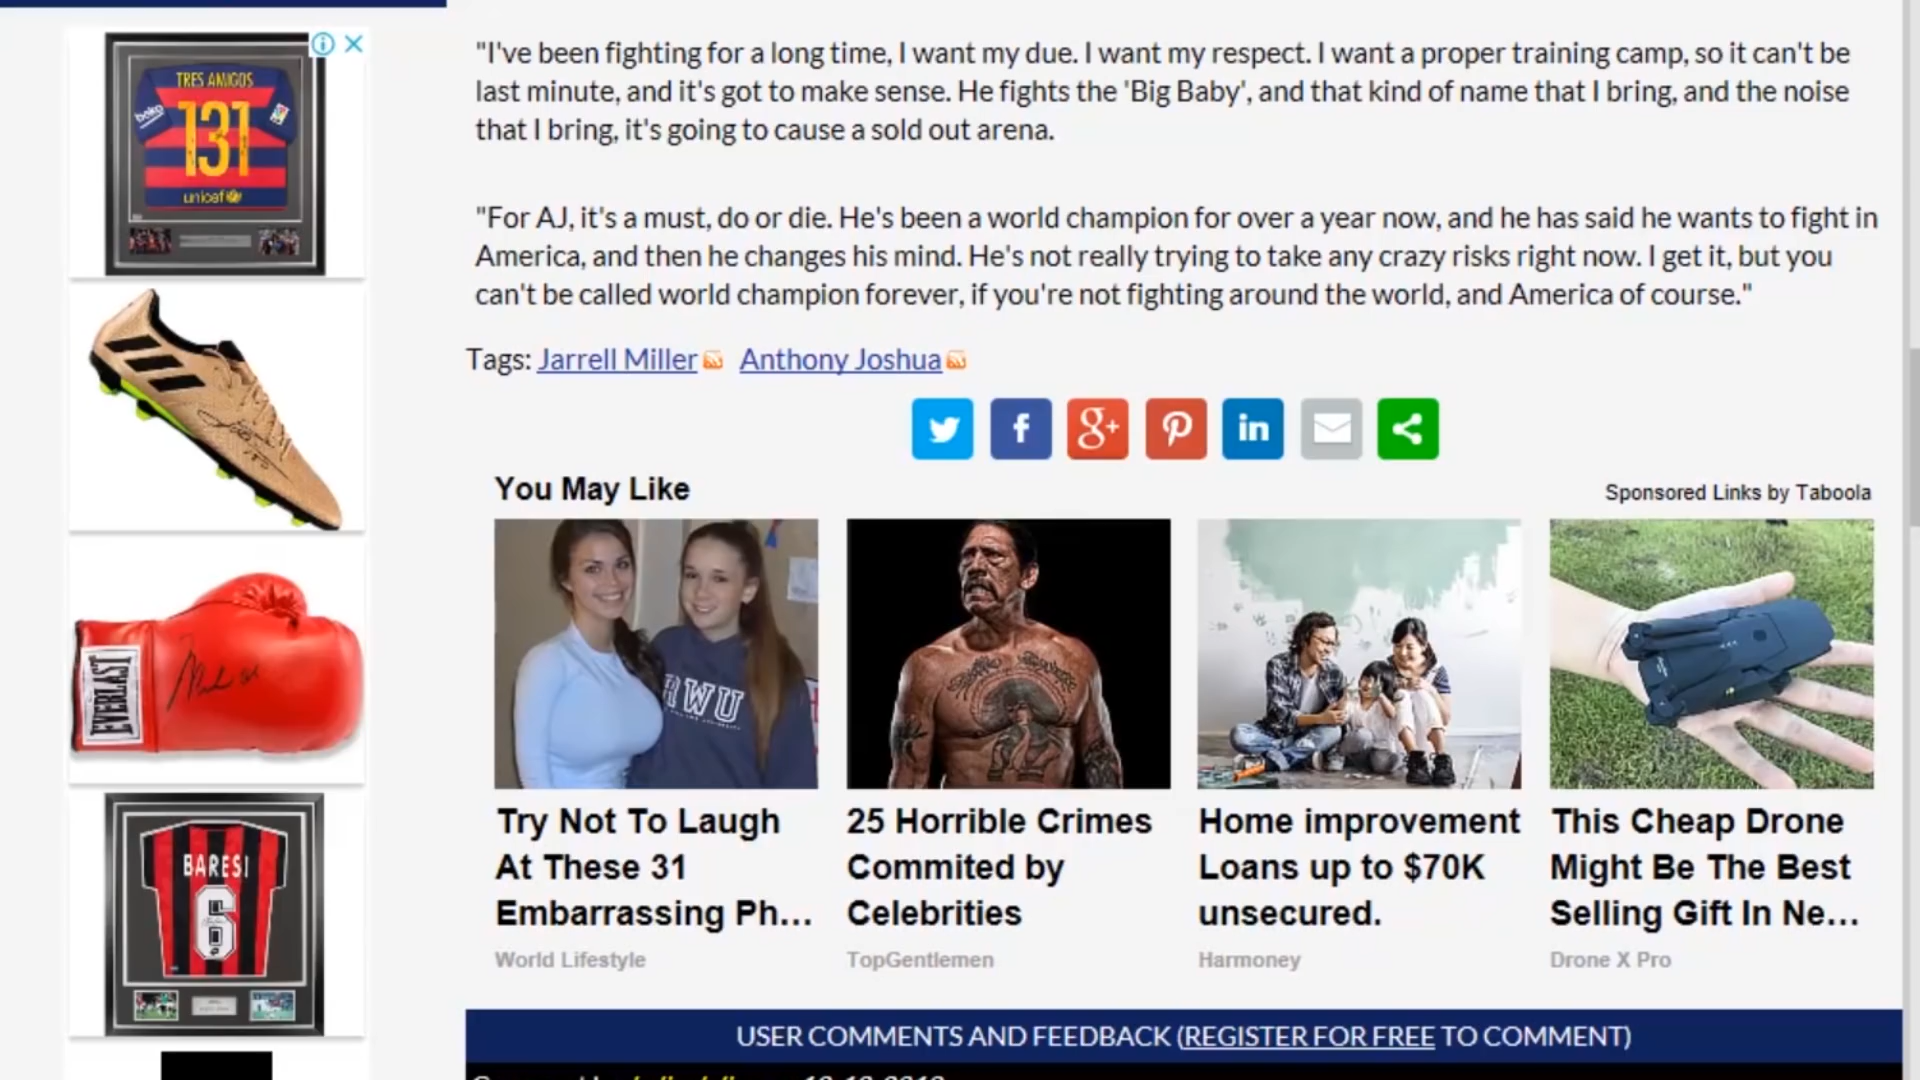 "I've been fighting for a long time, I want my due. I want my respect. I want a proper training camp, so it can't be
last minute, and it's got to make sense. He fights the 'Big Baby', and that kind of name that I bring, and the noise
that I bring, it's going to cause a sold out arena.
"For AJ, it's a must, do or die. He's been a world champion for over a year now, and he has said he wants to fight in
America, and then he changes his mind. He's not really trying to take any crazy risks right now. I get it, but you
can't be called world champion forever, if you're not fighting around the world, and America of course."
Tags: Jarrell Miller Anthony Joshua
You May Like
Sponsored Links by Taboola
Try Not To Laugh
At These 31
Embarrassing Ph...
World Lifestyle
25 Horrible Crimes
Commited by
Celebrities
TopGentlemen
Home improvement
Loans up to $70K
unsecured.
Harmoney
This Cheap Drone
Might Be The Best
Selling Gift In Ne...
Drone X Pro
USER COMMENTS AND FEEDBACK (REGISTER FOR FREE TO COMMENT)
TRES AMIGOS
131
beko
unicef
EVERLAST
BARESI
6
RWU